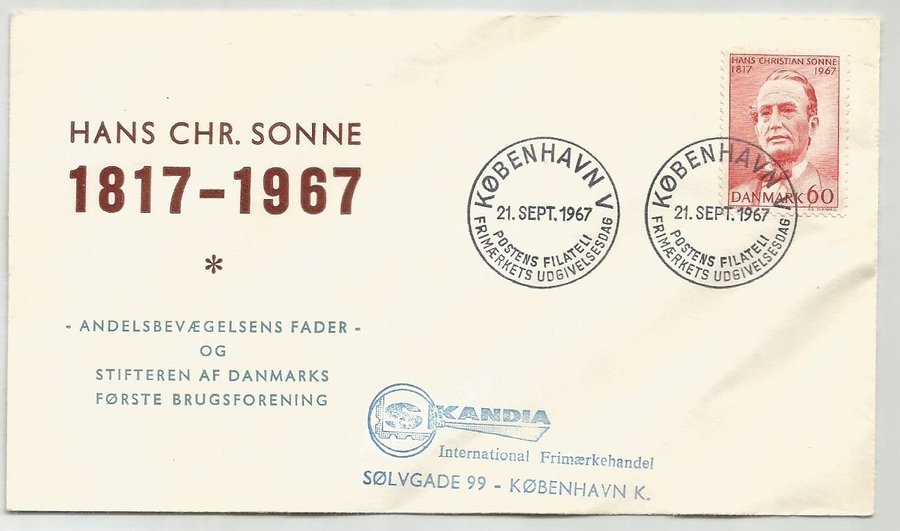 HANS CHR. SONNE
1817-1967
*
- ANDELSBEVÆGELSENS FADER -
OG
STIFTEREN AF DANMARKS
FØRSTE BRUGSFORENING
KØBENHAVN V
21. SEPT. 1967
POSTENS FILATELI
FRIMÆRKETS UDGIVELSESDAG
KØBENHAVN V
21. SEPT. 1967
POSTENS FILATELI
FRIMÆRKETS UDGIVELSESDAG
HANS CHRISTIAN SONNE
1817 1967
DANMARK 60
SKANDIA
International Frimærkehandel
SØLVGADE 99 - KØBENHAVN K.